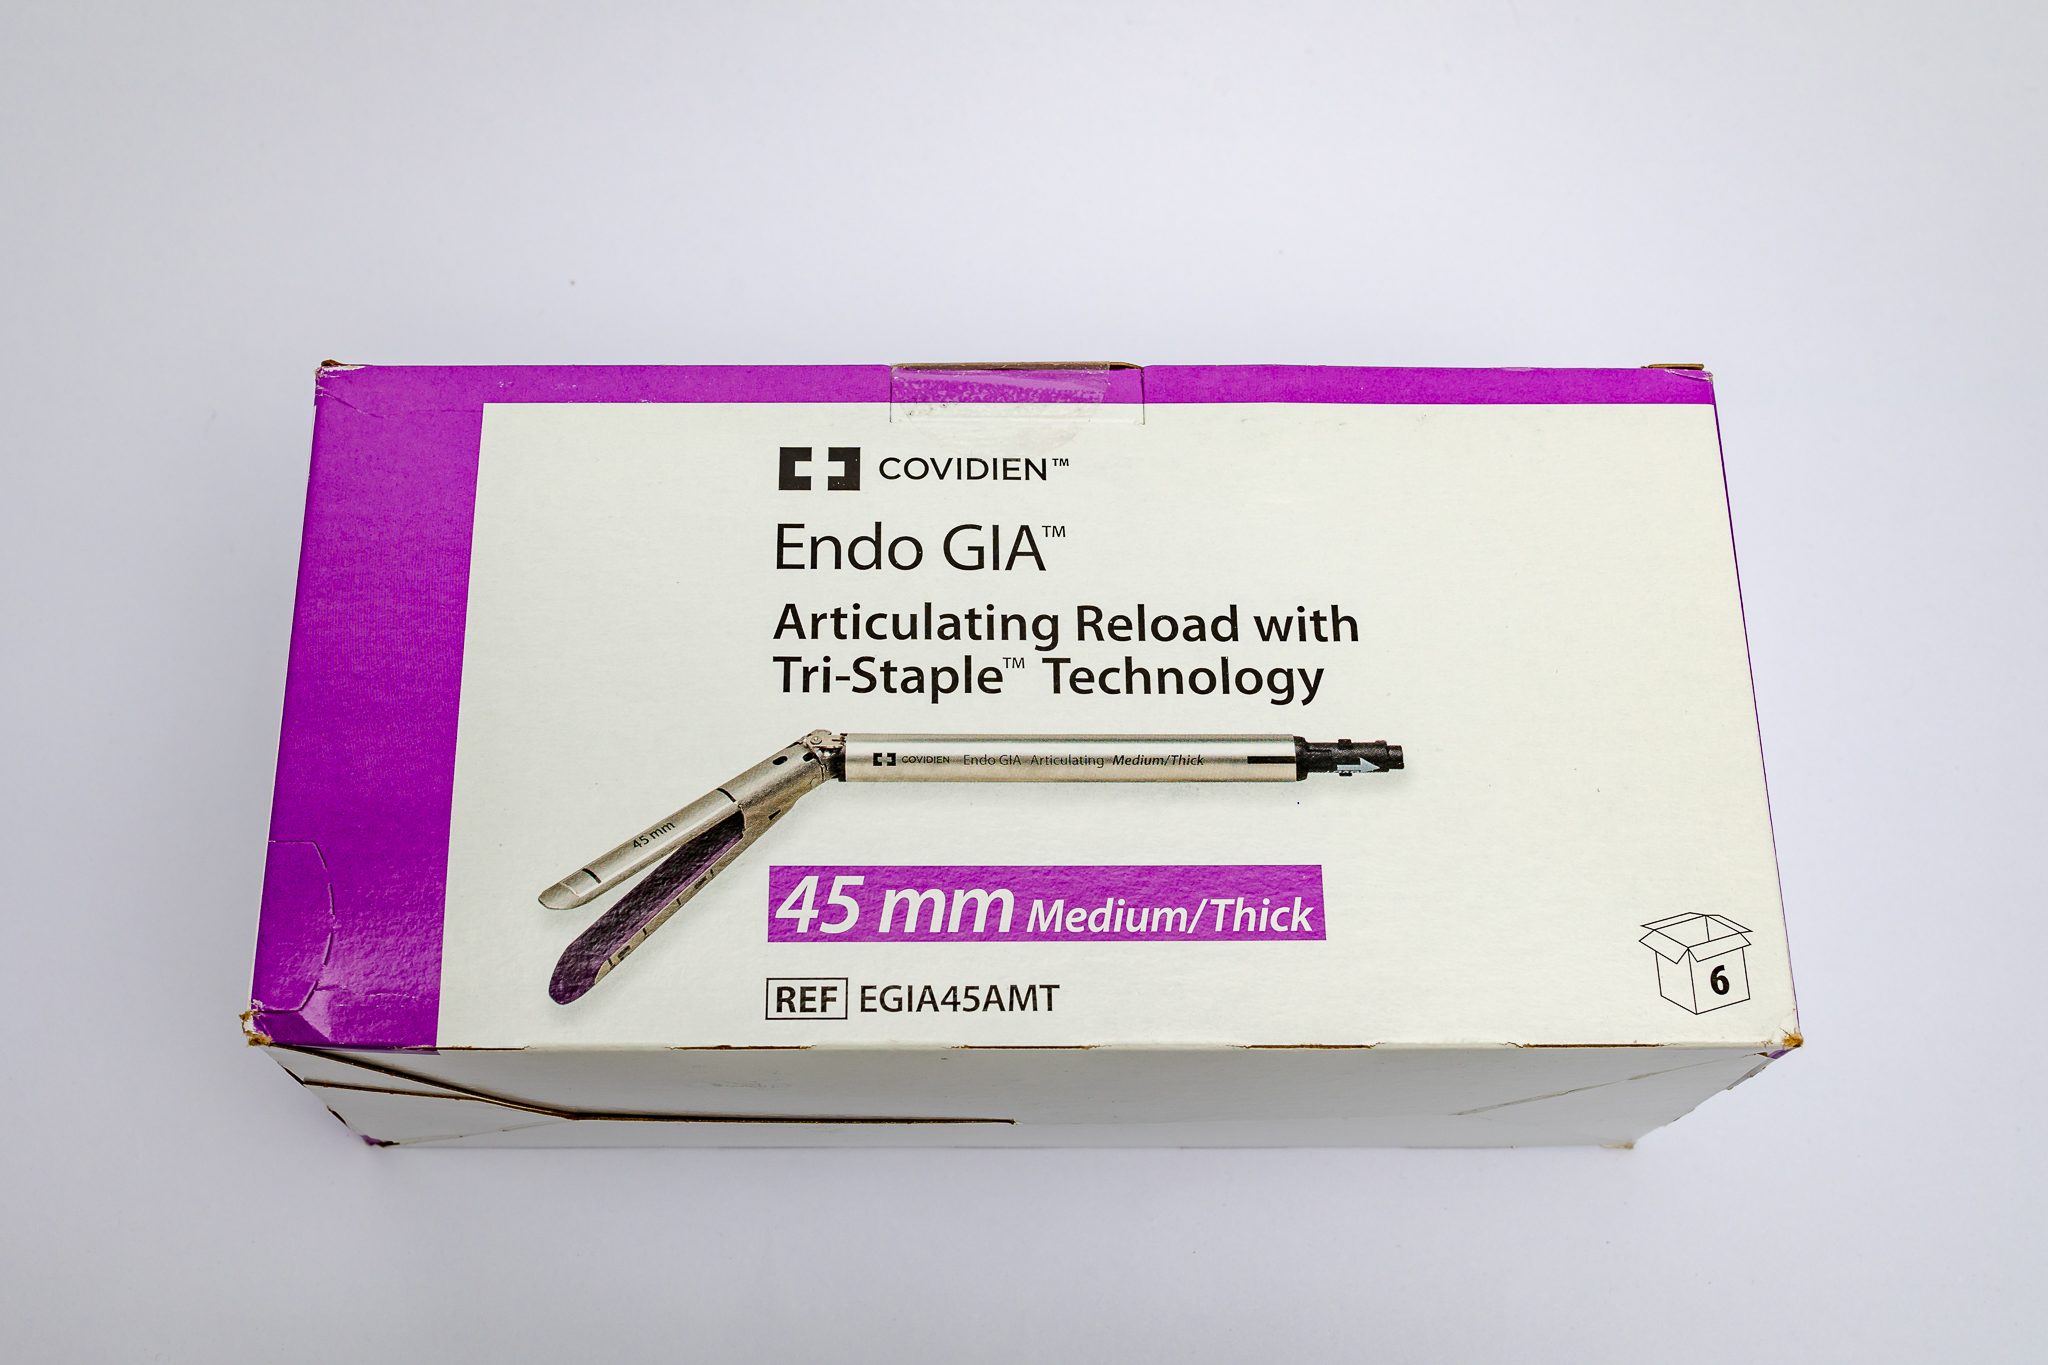 COVIDIEN™
Endo GIA™
Articulating Reload with
Tri-Staple™ Technology
COVIDIEN Endo GIA Articulating Medium/Thick
45 mm
45 mm Medium/Thick
REF EGIA45AMT
6